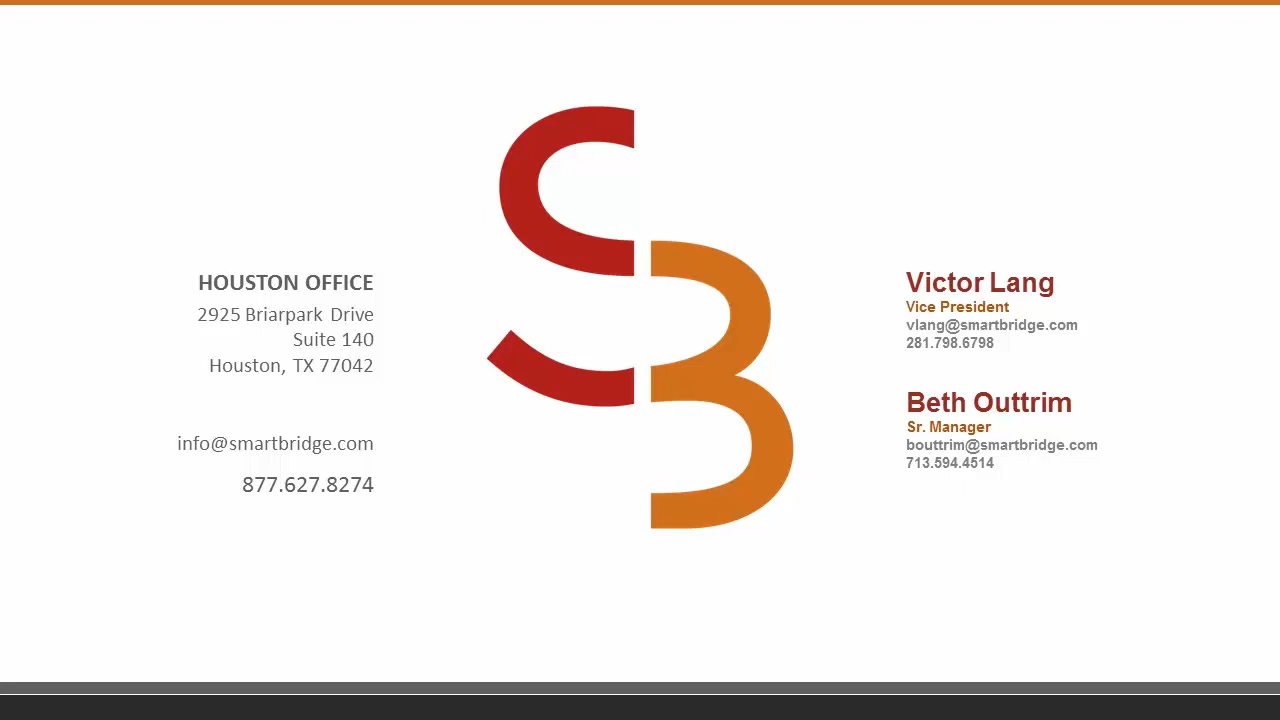 HOUSTON OFFICE
2925 Briarpark Drive
Suite 140
Houston, TX 77042
info@smartbridge.com
877.627.8274
SB
Victor Lang
Vice President
vlang@smartbridge.com
281.798.6798
Beth Outtrim
Sr. Manager
bouttrim@smartbridge.com
713.594.4514